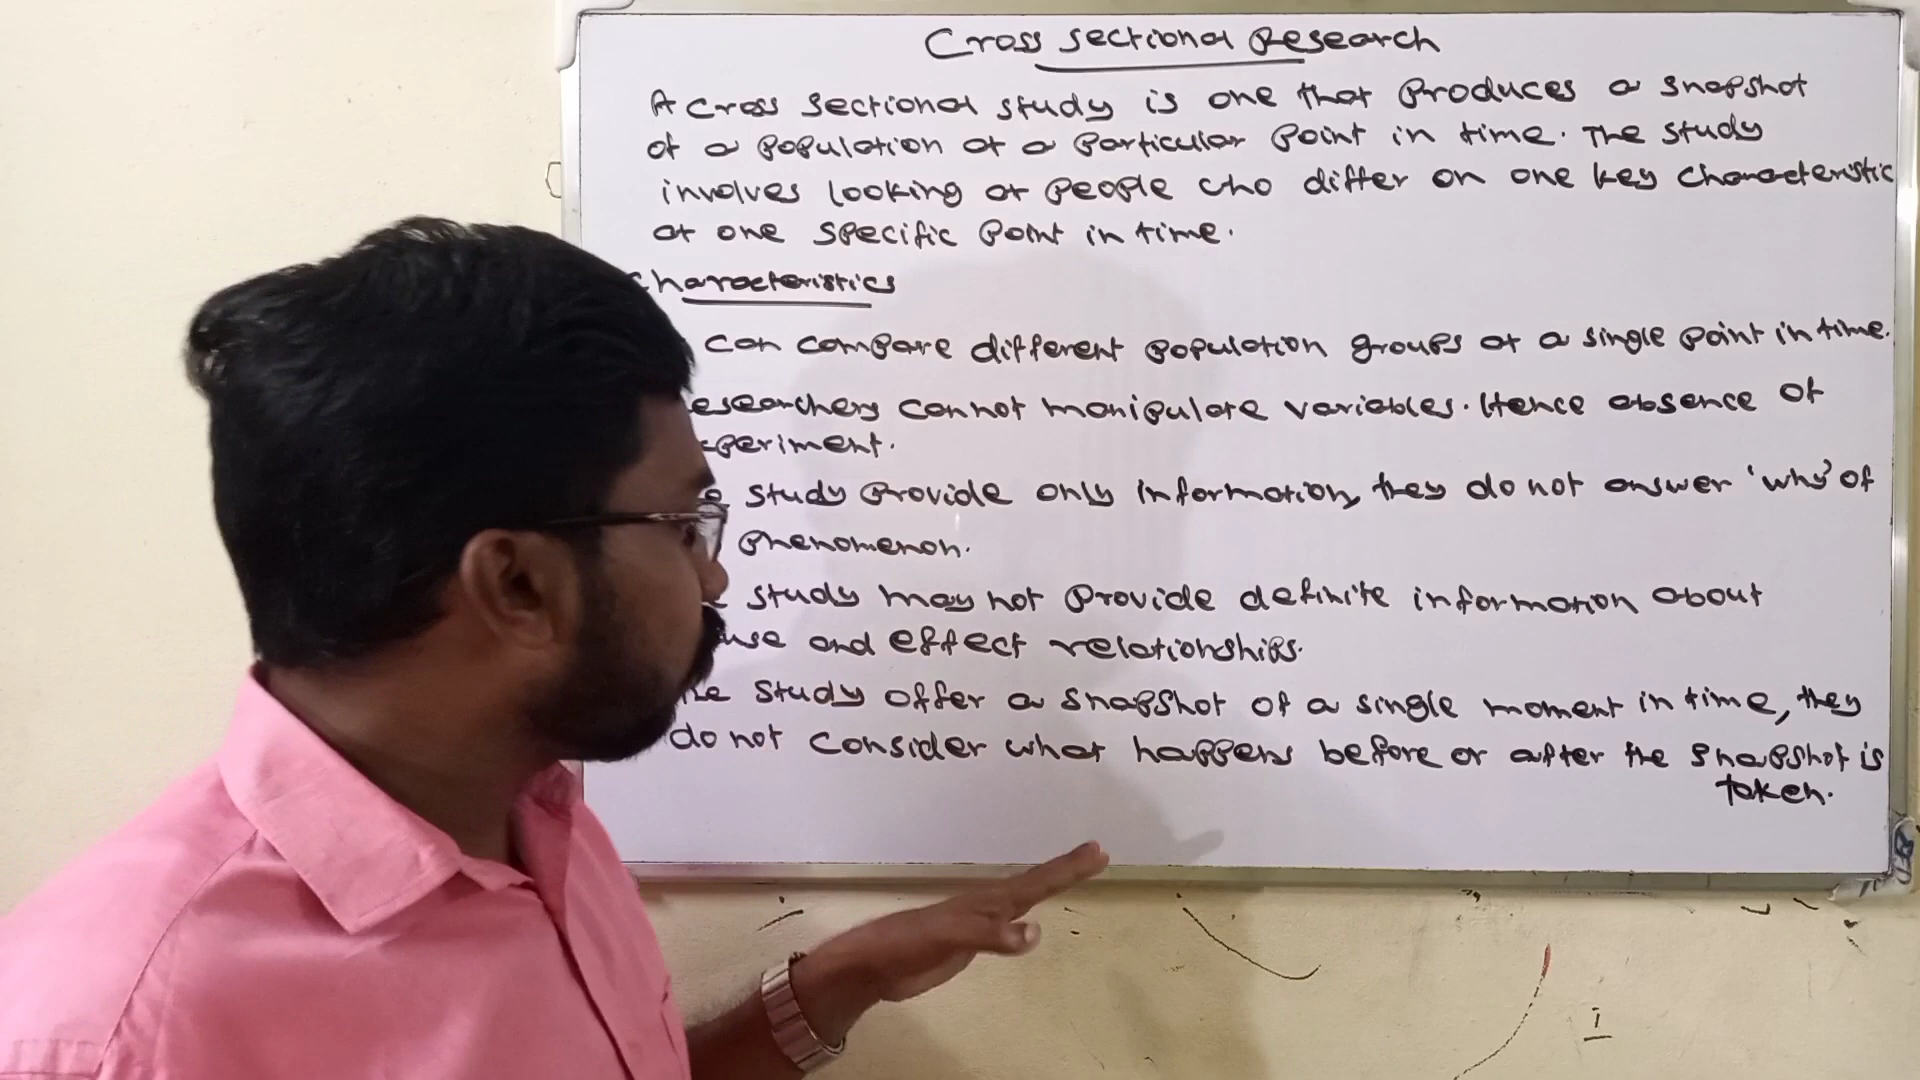 Cross Sectional Research
A cross sectional study is one that produces a snapshot
of a population at a particular point in time. The study
involves looking at people who differ on one key characteristic
at one specific point in time.
Characteristics
can compare different population groups at a single point in time.
esearchers cannot manipulate variables. Hence absence of
periment.
study provide only information, they do not answer 'why' of
phenomenon.
study may not provide definite information about
use and effect relationships.
he study offer a snapshot of a single moment in time, they
do not consider what happens before or after the snapshot is
taken.
I